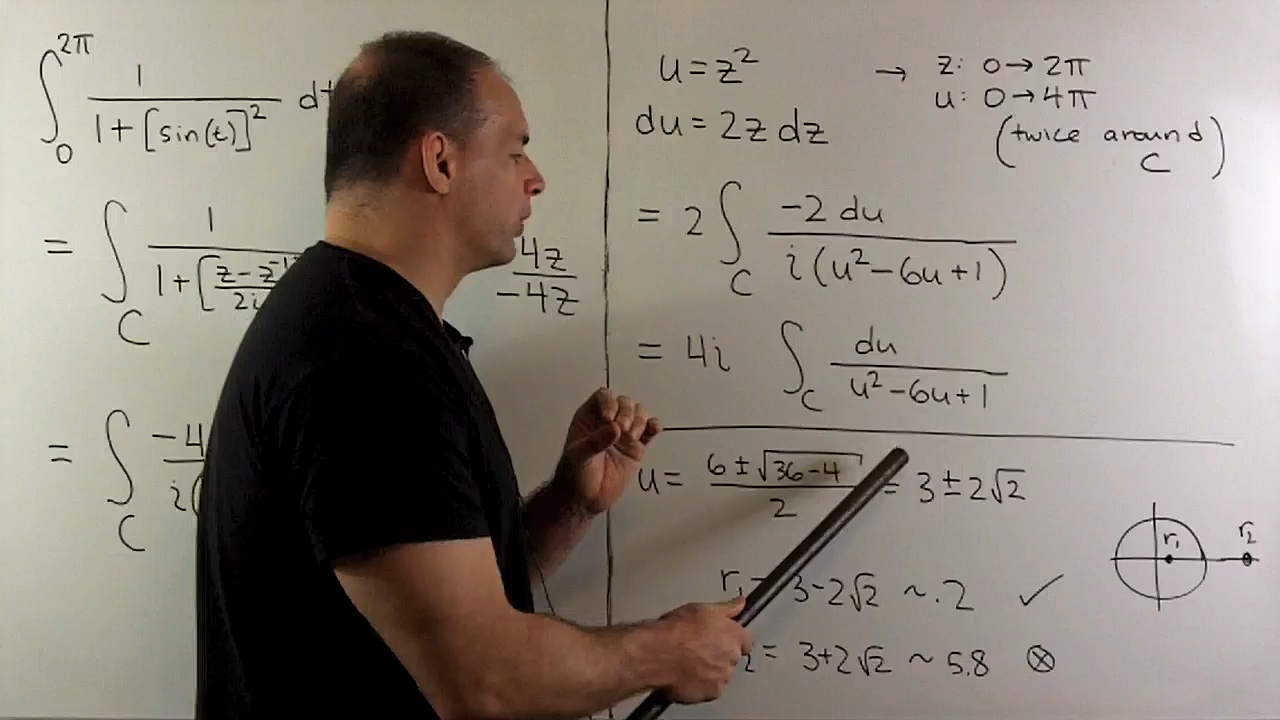 ∫₀^2π 1/(1+[sin(t)]²) dt
= ∫_C 1/(1+[(z-z⁻¹)/2i 4z/-4z
= ∫_C -4/i(
u=z² → z: 0→2π
u: 0→4π
du=2z dz (twice around C)
= 2 ∫_C -2 du/(i(u²-6u+1))
= 4i ∫_C du/(u²-6u+1)
u= (6±√(36-4))/2 = 3±2√2
r₁ r₂
r₁= 3-2√2 ~.2 ✓
2= 3+2√2 ~5.8 ⊗